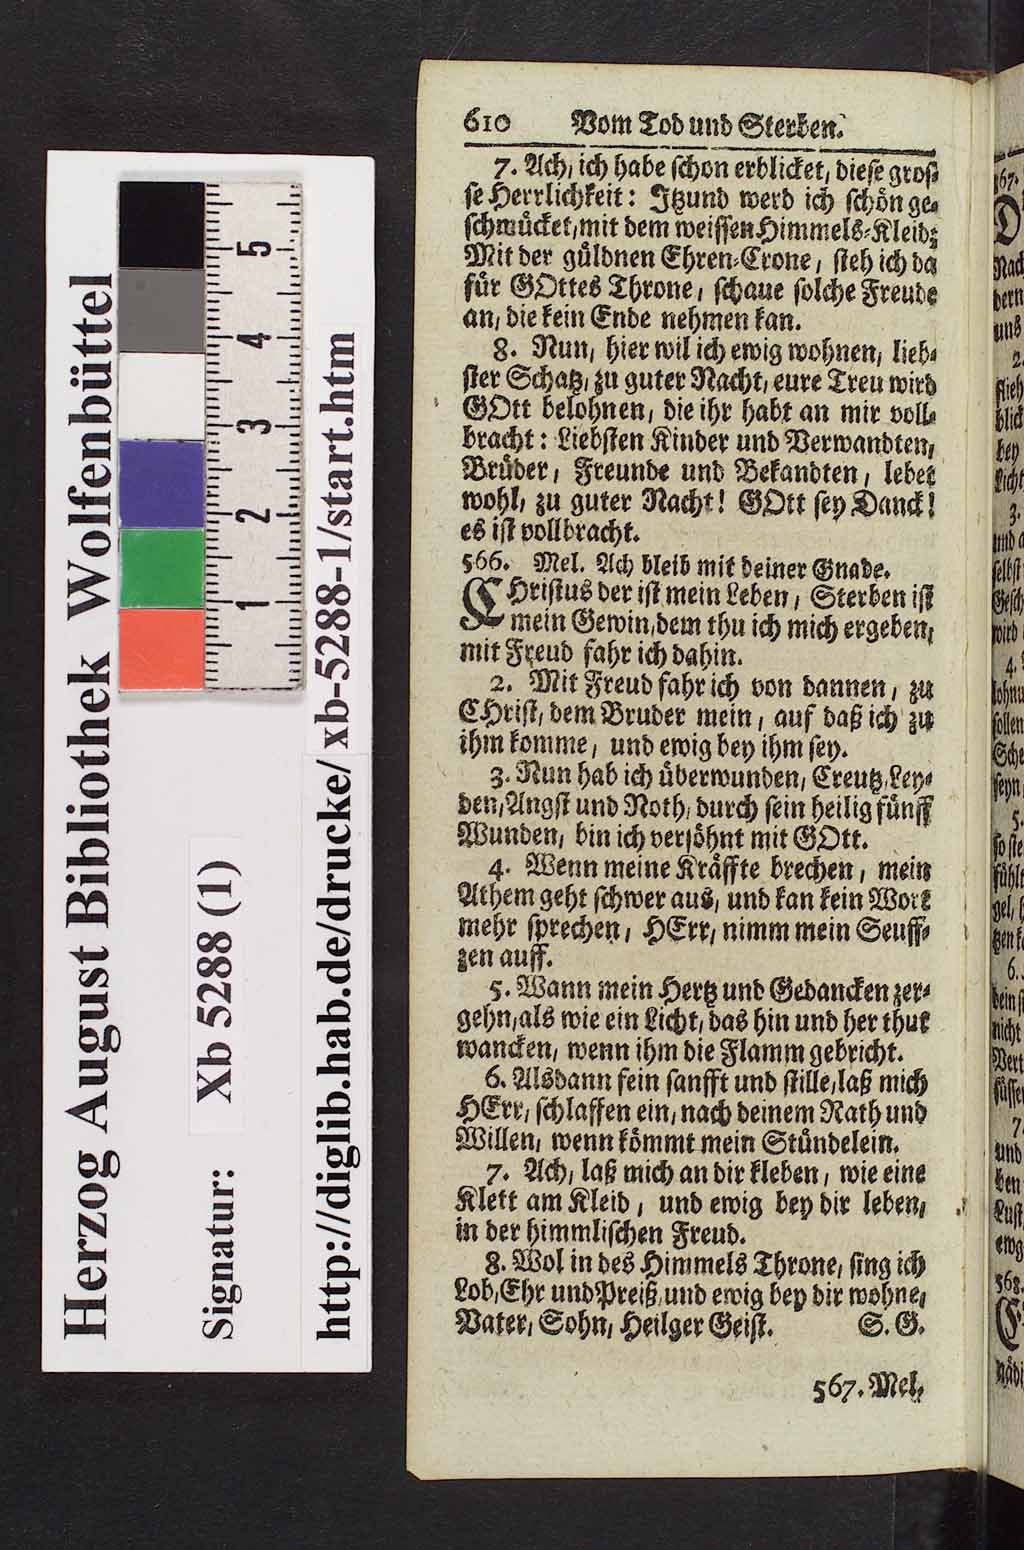 610 Vom Tod und Sterben.
7. Ach, ich habe schon erblicket, diese gros-
se Herrlichkeit: Jtzund werd ich schön ge-
schmücket, mit dem weissen Himmels-Kleid;
Mit der güldnen Ehren-Crone, steh ich da
für GOttes Throne, schaue solche Freude
an, die kein Ende nehmen kan.
8. Nun, hier wil ich ewig wohnen, lieb-
ster Schatz, zu guter Nacht, eure Treu wird
GOtt belohnen, die ihr habt an mir voll-
bracht: Liebsten Kinder und Verwandten,
Brüder, Freunde und Bekandten, lebet
wohl, zu guter Nacht! GOtt sey Danck!
es ist vollbracht.
566. Mel. Ach bleib mit deiner Gnade.
CHristus der ist mein Leben, Sterben ist
mein Gewin, dem thu ich mich ergeben,
mit Freud fahr ich dahin.
2. Mit Freud fahr ich von dannen, zu
CHrist, dem Bruder mein, auf daß ich zu
ihm komme, und ewig bey ihm sey.
3. Nun hab ich überwunden, Creutz, Ley-
den, Angst und Noth, durch sein heilig fünff
Wunden, bin ich versöhnt mit GOtt.
4. Wenn meine Kräffte brechen, mein
Athem geht schwer aus, und kan kein Wort
mehr sprechen, HErr, nimm mein Seuff-
zen auff.
5. Wann mein Hertz und Gedancken zer-
gehn, als wie ein Licht, das hin und her thut
wancken, wenn ihm die Flamm gebricht.
6. Alsdann fein sanfft und stille, laß mich
HErr, schlaffen ein, nach deinem Rath und
Willen, wenn kömmt mein Stündelein.
7. Ach, laß mich an dir kleben, wie eine
Klett am Kleid, und ewig bey dir leben,
in der himmlischen Freud.
8. Wol in des Himmels Throne, sing ich
Lob, Ehr und Preiß, und ewig bey dir wohne,
Vater, Sohn, Heilger Geist. S. G.
567. Mel.
Herzog August Bibliothek Wolfenbüttel
Signatur: Xb 5288 (1)
http://diglib.hab.de/drucke/ xb-5288-1/start.htm
5
4
3
2
1